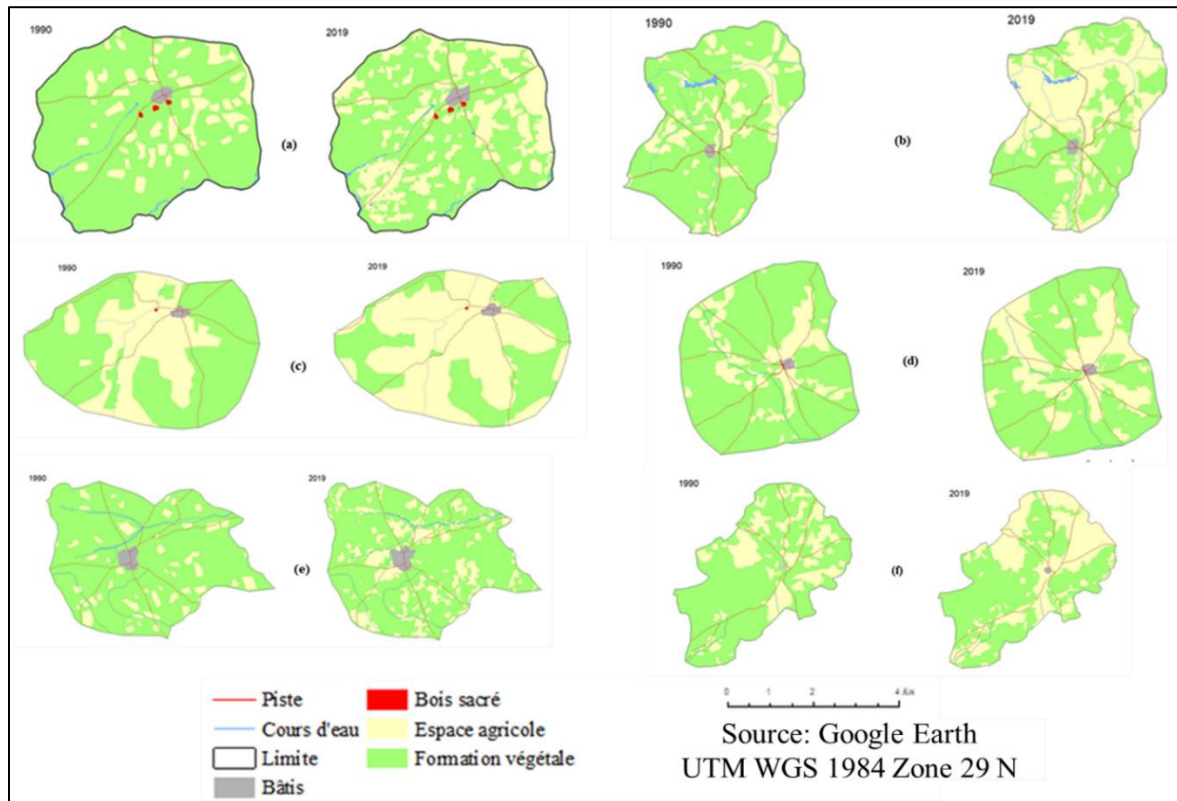 1990
2019
(a)
1990
2019
(b)
1990
2019
(c)
1990
2019
(d)
1990
2019
(e)
1990
2019
(f)
Piste
Bois sacré
Cours d'eau
Espace agricole
Limite
Formation végétale
Bâtis
0 1 2 4 Km
Source: Google Earth
UTM WGS 1984 Zone 29 N